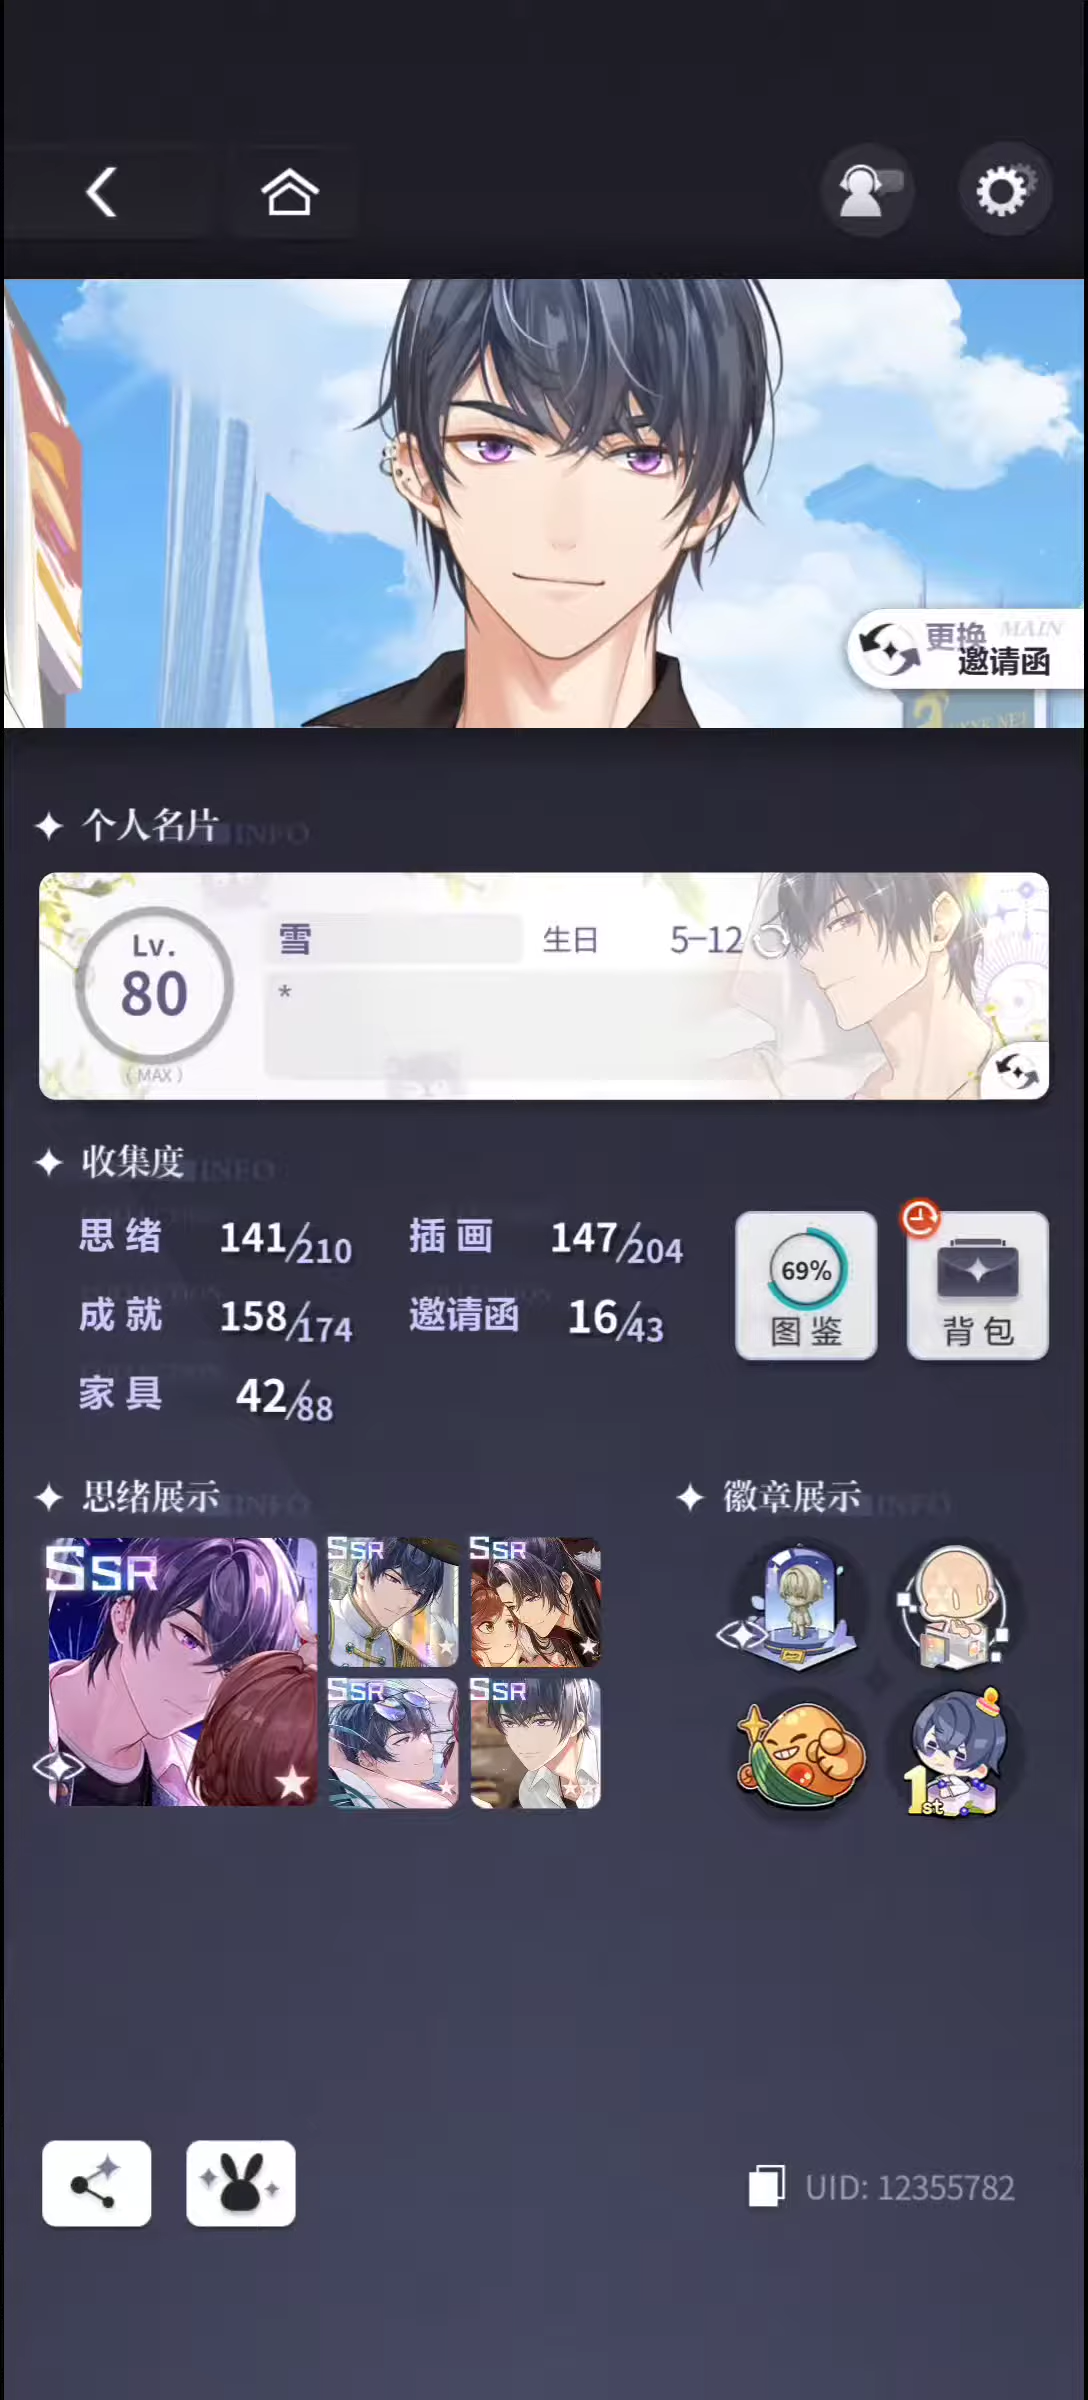 更换 MAIN
邀请函
个人名片 INFO
Lv.
80
(MAX)
雪
生日 5-12
*
收集度 INFO
思绪 141/210 插画 147/204
成就 158/174 邀请函 16/43
家具 42/88
69%
图鉴
背包
思绪展示 INFO
徽章展示 INFO
SSR
SSR
SSR
SSR
SSR
1st
UID: 12355782